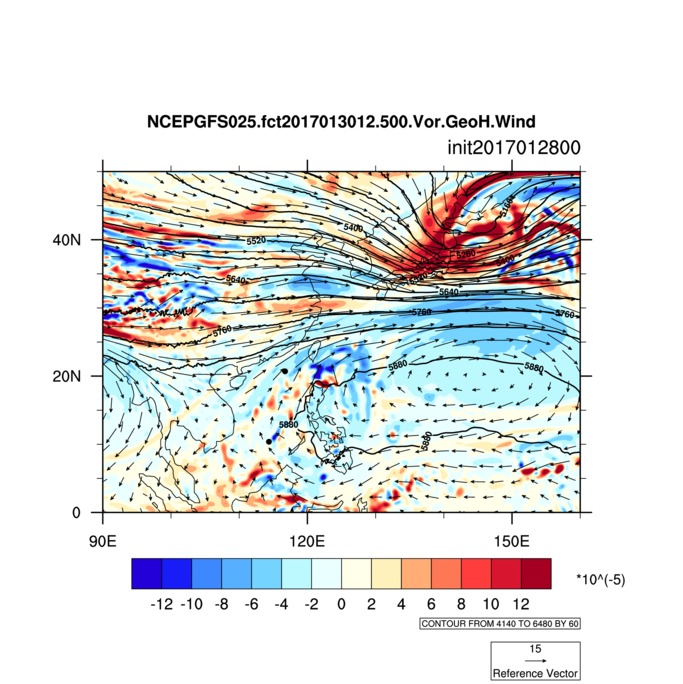 NCEPGFS025.fct2017013012.500.Vor.GeoH.Wind
init2017012800
40N
20N
0
90E
120E
150E
5400
5520
5160
5260
5640
5640
5760
5760
5760
5880
5880
5880
5880
-12 -10 -8 -6 -4 -2 0 2 4 6 8 10 12
*10^(-5)
CONTOUR FROM 4140 TO 6480 BY 60
15
Reference Vector